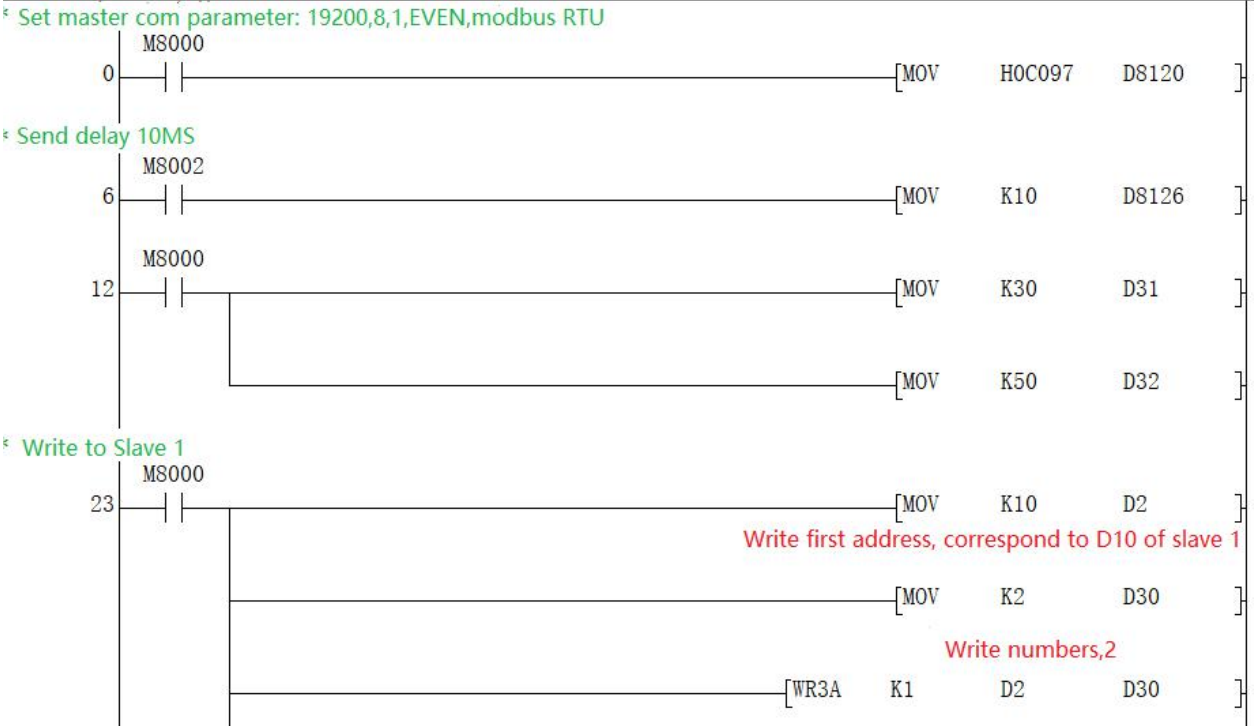 * Set master com parameter: 19200,8,1,EVEN,modbus RTU
M8000
0 [MOV H0C097 D8120 ]
* Send delay 10MS
M8002
6 [MOV K10 D8126 ]
M8000
12 [MOV K30 D31 ]
[MOV K50 D32 ]
* Write to Slave 1
M8000
23 [MOV K10 D2 ]
Write first address, correspond to D10 of slave 1
[MOV K2 D30 ]
Write numbers,2
[WR3A K1 D2 D30 ]